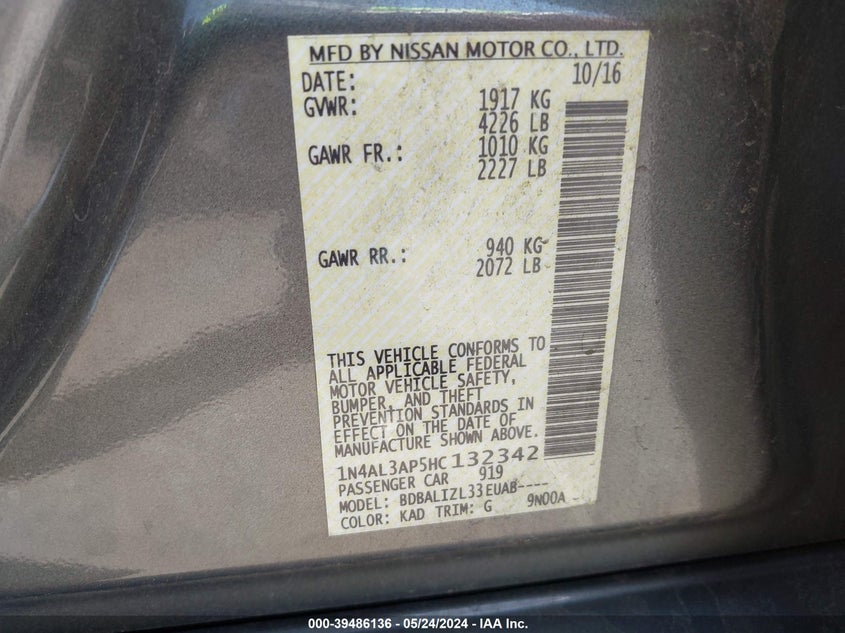 MFD BY NISSAN MOTOR CO., LTD.
DATE: 10/16
GVWR: 1917 KG
4226 LB
GAWR FR.: 1010 KG
2227 LB
GAWR RR.: 940 KG
2072 LB
THIS VEHICLE CONFORMS TO
ALL APPLICABLE FEDERAL
MOTOR VEHICLE SAFETY,
BUMPER, AND THEFT
PREVENTION STANDARDS IN
EFFECT ON THE DATE OF
MANUFACTURE SHOWN ABOVE.
1N4AL3AP5HC132342
PASSENGER CAR 919
MODEL: BDBALIZL33EUAB----
COLOR: KAD TRIM: G 9N00A -
000-39486136 - 05/24/2024 - IAA Inc.